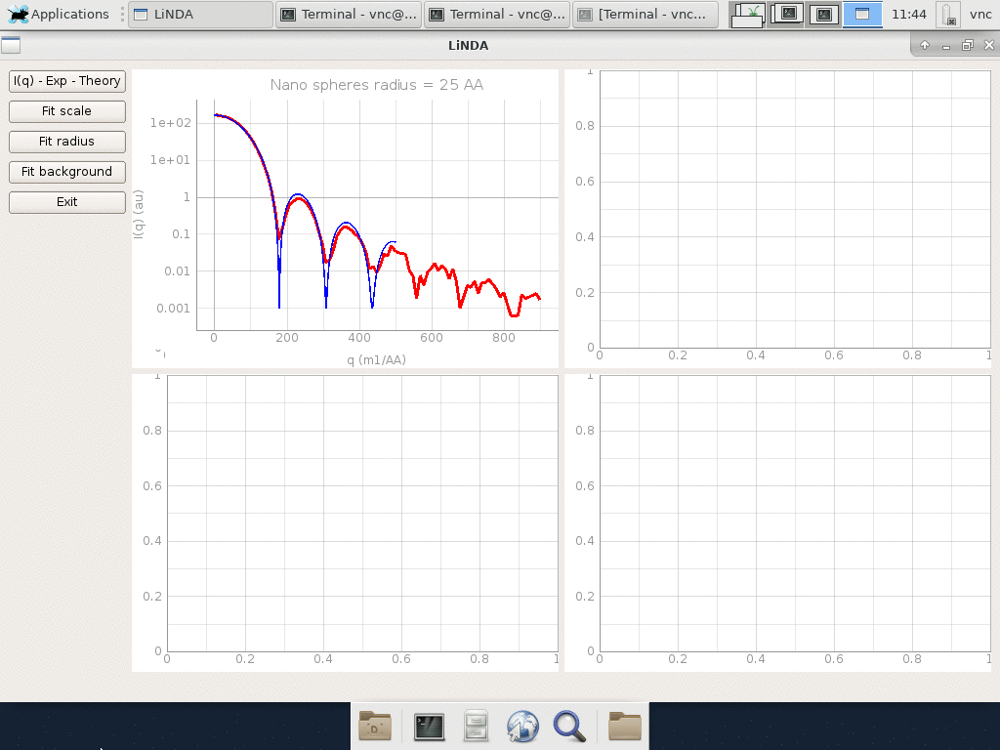 Applications
LiNDA
Terminal - vnc@...
Terminal - vnc@...
[Terminal - vnc...
11:44
vnc
LiNDA
I(q) - Exp - Theory
Fit scale
Fit radius
Fit background
Exit
Nano spheres radius = 25 AA
I(q) (au)
1e+02
1e+01
1
0.1
0.01
0.001
0 200 400 600 800
q (m1/AA)
1
0.8
0.6
0.4
0.2
0
0 0.2 0.4 0.6 0.8 1
1
0.8
0.6
0.4
0.2
0
0 0.2 0.4 0.6 0.8 1
1
0.8
0.6
0.4
0.2
0
0 0.2 0.4 0.6 0.8 1
D